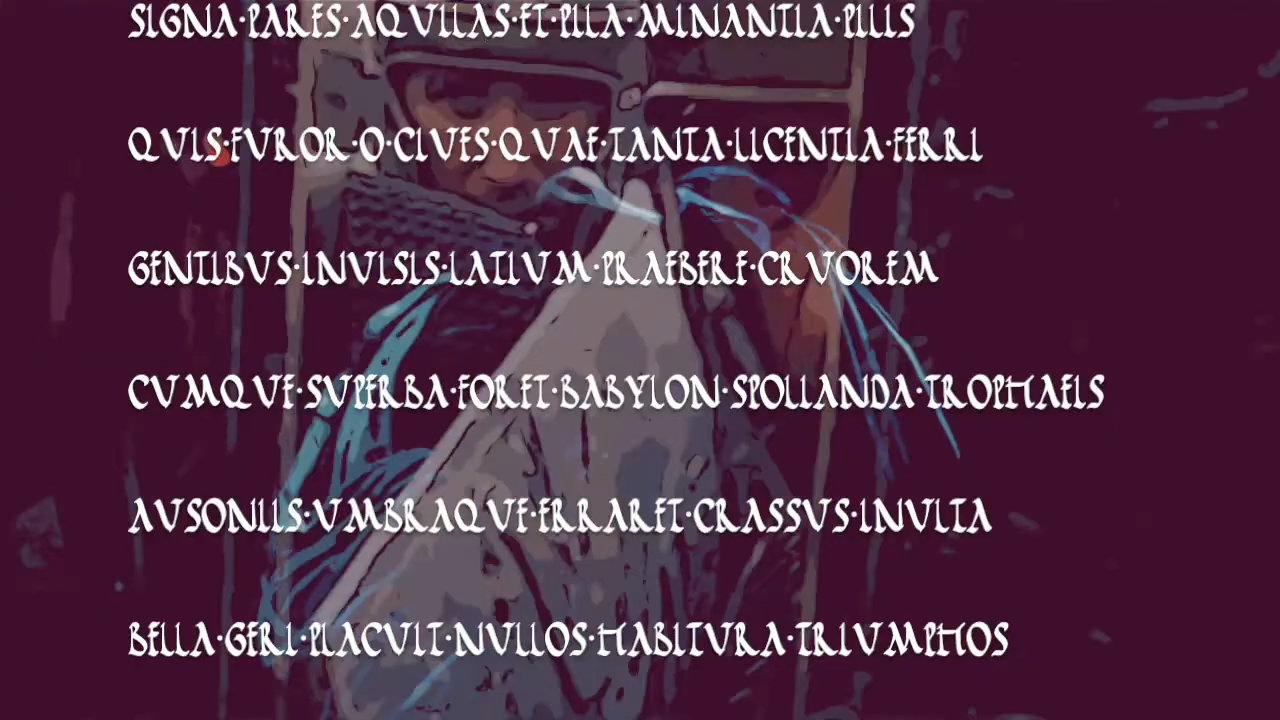 SIGNA·PARES·AQVILAS·ET·PILA·MINANTIA·PILIS
QVIS·FVROR·O·CIVES·QVAE·TANTA·LICENTIA·FERRI
GENTIBVS·INVISIS·LATIVM·PRAEBERE·CRVOREM
CVMQVE·SVPERBA·FORET·BABYLON·SPOLIANDA·TROPHAEIS
AVSONIIS·VMBRAQVE·ERRARET·CRASSVS·INVLTA
BELLA·GERI·PLACVIT·NVLLOS·HABITVRA·TRIVMPHOS